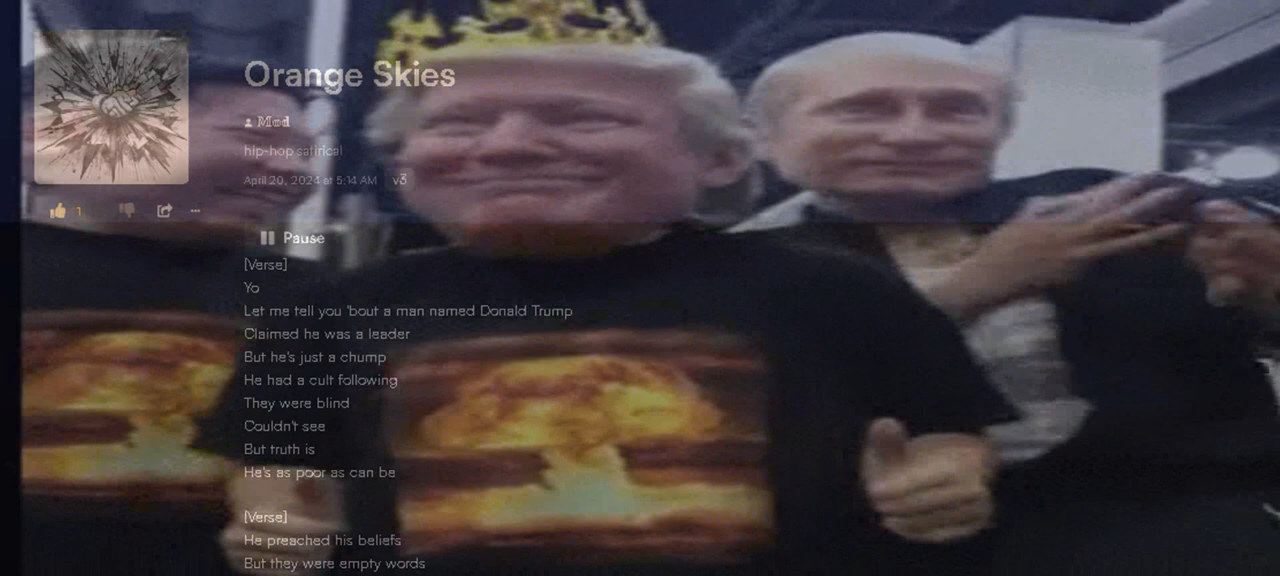 Orange Skies
Mod
hip-hop satirical
April 20, 2024 at 5:14 AM v3
1
Pause
[Verse]
Yo
Let me tell you 'bout a man named Donald Trump
Claimed he was a leader
But he's just a chump
He had a cult following
They were blind
Couldn't see
But truth is
He's as poor as can be
[Verse]
He preached his beliefs
But they were empty words